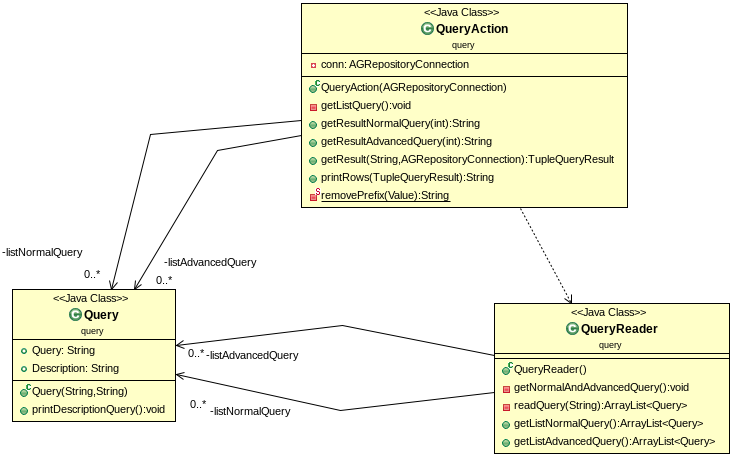 <<Java Class>>
QueryAction
query
conn: AGRepositoryConnection
QueryAction(AGRepositoryConnection)
getListQuery():void
getResultNormalQuery(int):String
getResultAdvancedQuery(int):String
getResult(String,AGRepositoryConnection):TupleQueryResult
printRows(TupleQueryResult):String
removePrefix(Value):String
-listNormalQuery
0..*
-listAdvancedQuery
0..*
<<Java Class>>
Query
query
Query: String
Description: String
Query(String,String)
printDescriptionQuery():void
0..*
-listAdvancedQuery
0..*
-listNormalQuery
<<Java Class>>
QueryReader
query
QueryReader()
getNormalAndAdvancedQuery():void
readQuery(String):ArrayList<Query>
getListNormalQuery():ArrayList<Query>
getListAdvancedQuery():ArrayList<Query>